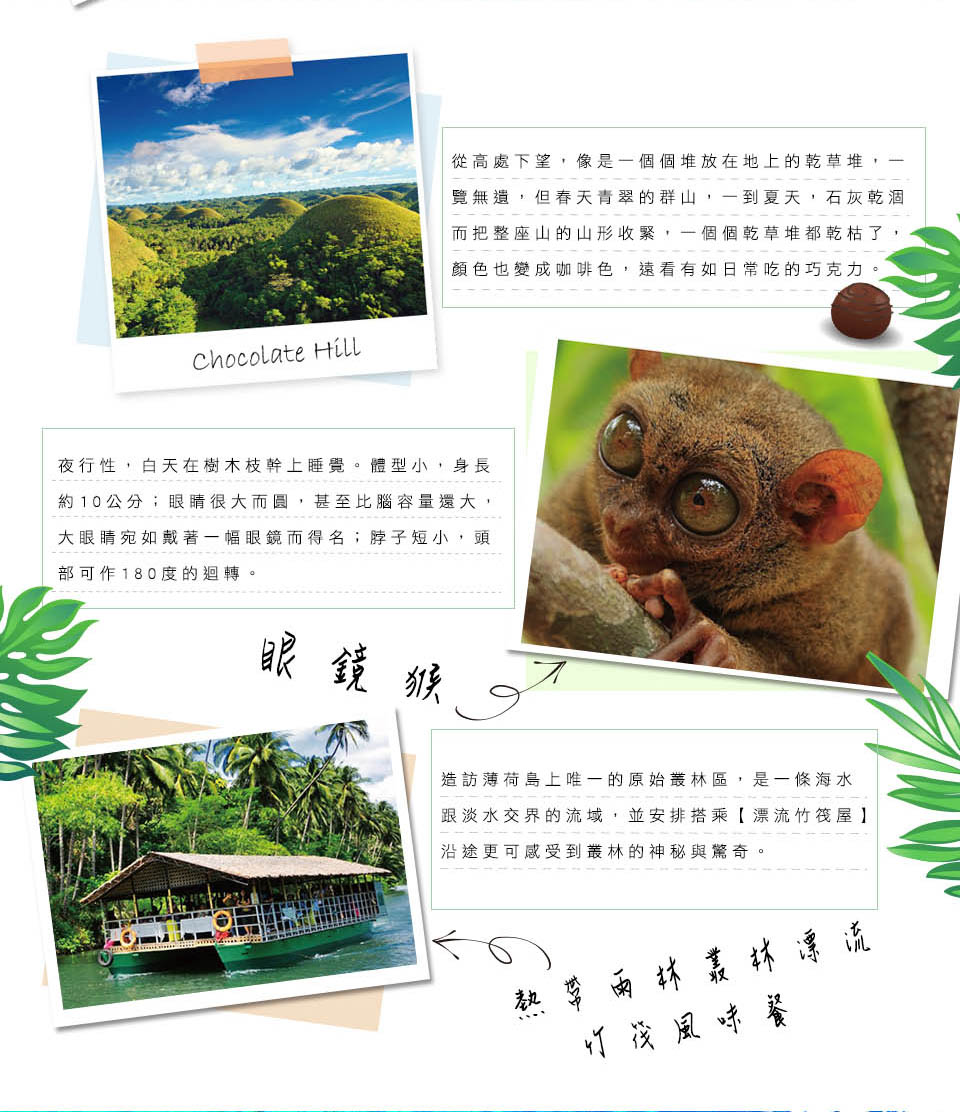 從高處下望，像是一個個堆放在地上的乾草堆，一
覽無遺，但春天青翠的群山，一到夏天，石灰乾涸
而把整座山的山形收緊，一個個乾草堆都乾枯了，
顏色也變成咖啡色，遠看有如日常吃的巧克力。
Chocolate Hill
夜行性，白天在樹木枝幹上睡覺。體型小，身長
約10公分；眼睛很大而圓，甚至比腦容量還大，
大眼睛宛如戴著一幅眼鏡而得名；脖子短小，頭
部可作180度的迴轉。
眼鏡猴
造訪薄荷島上唯一的原始叢林區，是一條海水
跟淡水交界的流域，並安排搭乘【漂流竹筏屋】
沿途更可感受到叢林的神秘與驚奇。
熱帶雨林叢林漂流
竹筏風味餐